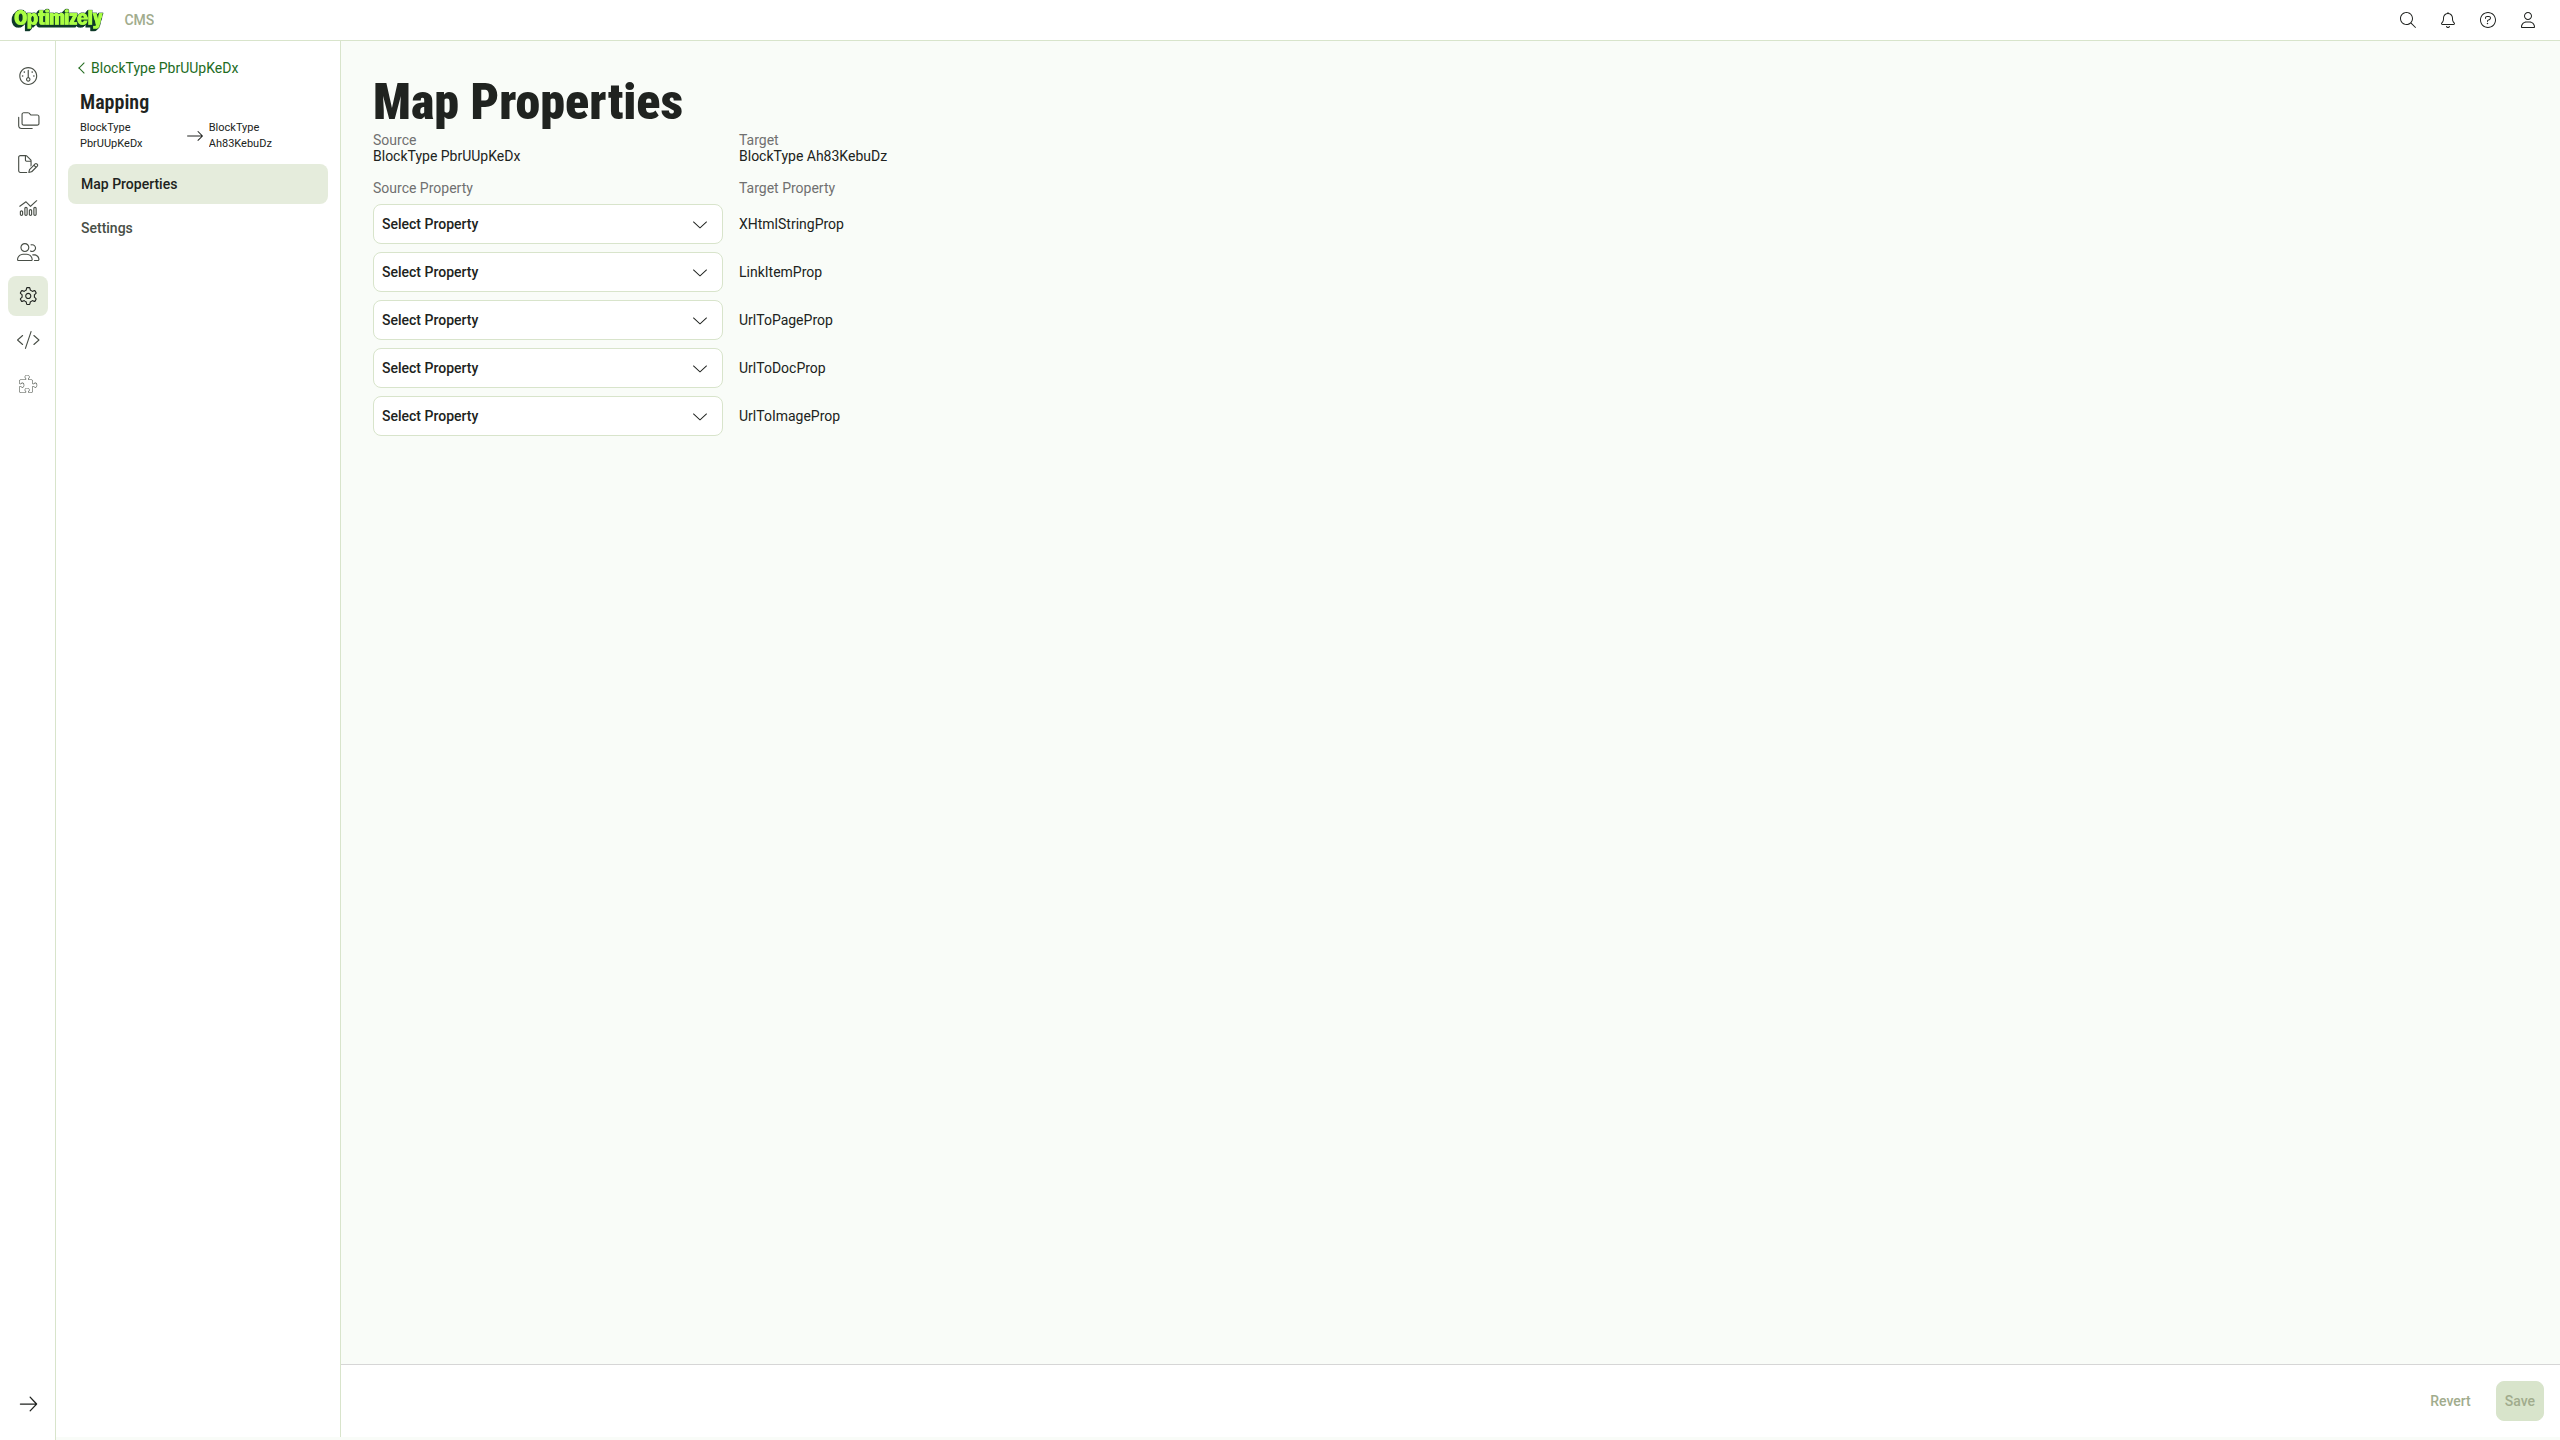 Optimizely CMS
BlockType PbrUUpKeDx
Mapping
BlockType PbrUUpKeDx
BlockType Ah83KebuDz
Map Properties
Settings
Map Properties
Source Target
BlockType PbrUUpKeDx BlockType Ah83KebuDz
Source Property Target Property
Select Property XHtmlStringProp
Select Property LinkItemProp
Select Property UrlToPageProp
Select Property UrlToDocProp
Select Property UrlToImageProp
Revert Save